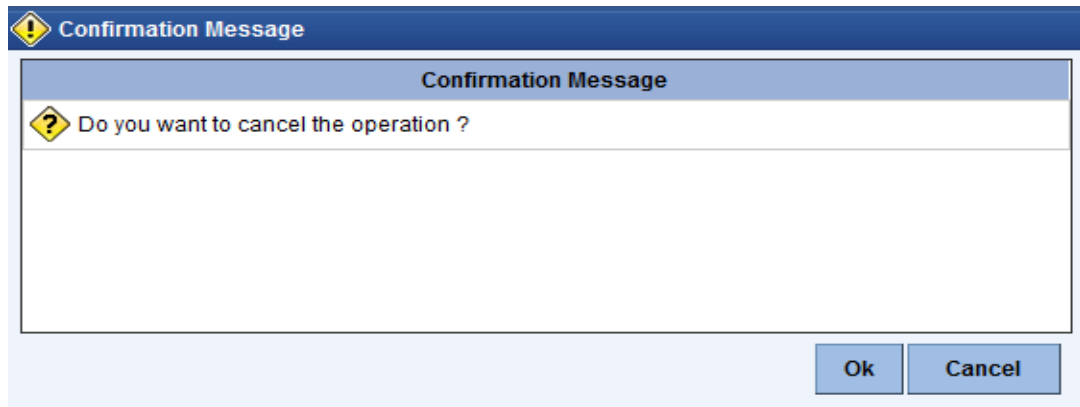 Confirmation Message
Confirmation Message
Do you want to cancel the operation ?
Ok Cancel